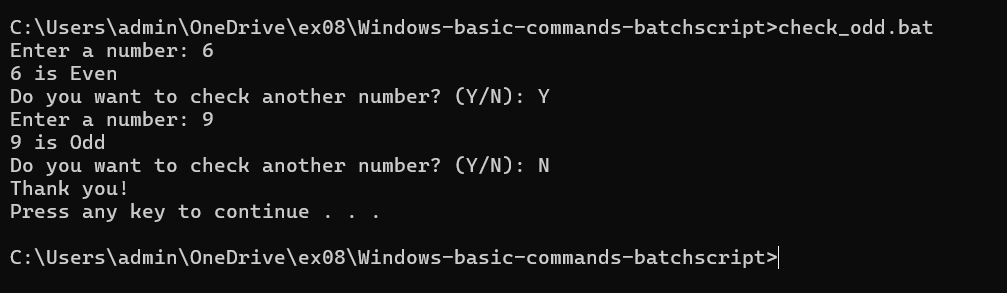 C:\Users\admin\OneDrive\ex08\Windows-basic-commands-batchscript>check_odd.bat
Enter a number: 6
6 is Even
Do you want to check another number? (Y/N): Y
Enter a number: 9
9 is Odd
Do you want to check another number? (Y/N): N
Thank you!
Press any key to continue . . .
C:\Users\admin\OneDrive\ex08\Windows-basic-commands-batchscript>